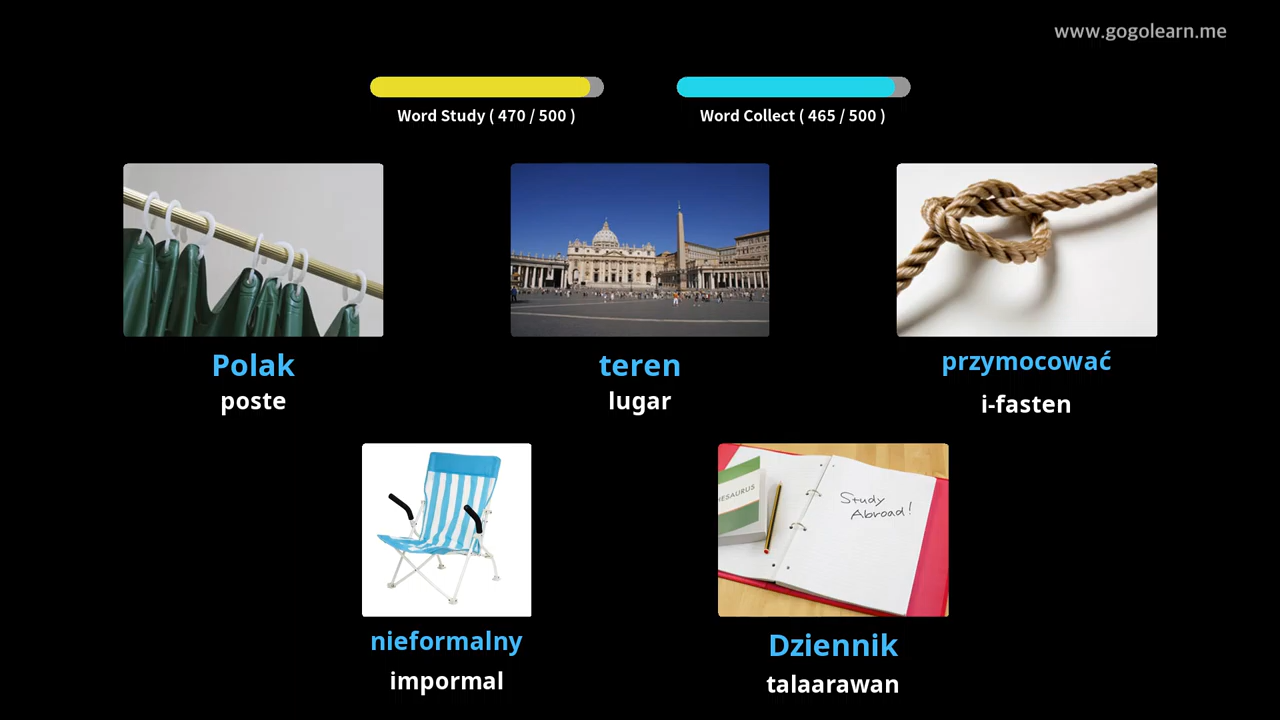 www.gogolearn.me
Word Study ( 470 / 500 )
Word Collect ( 465 / 500 )
Polak
poste
teren
lugar
przymocować
i-fasten
nieformalny
impormal
HESAURUS
Study
Abroad!
Dziennik
talaarawan